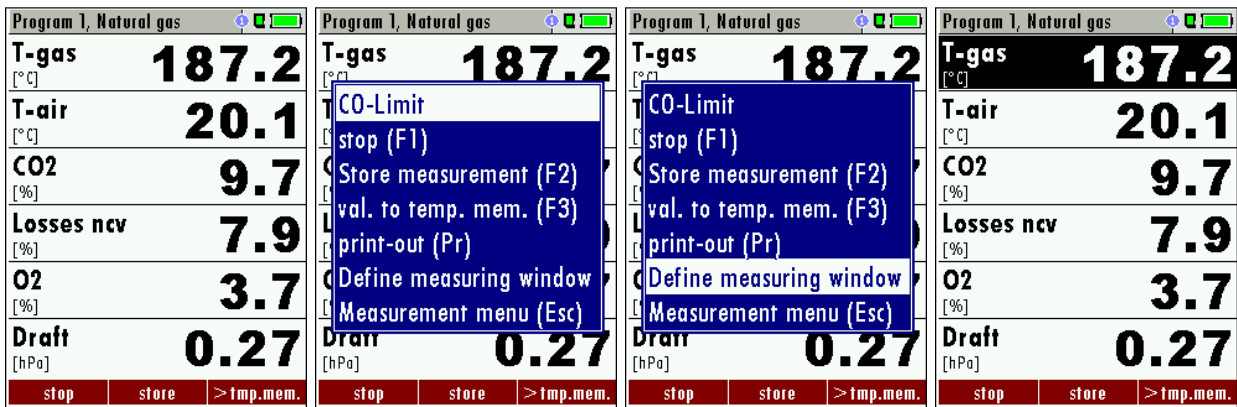 Program 1, Natural gas
T-gas 187.2
[°C]
T-air 20.1
[°C]
CO2 9.7
[%]
Losses ncv 7.9
[%]
O2 3.7
[%]
Draft 0.27
[hPa]
stop store >tmp.mem.
Program 1, Natural gas
T-gas 187.2
[°C]
CO-Limit
stop (F1)
Store measurement (F2)
val. to temp. mem. (F3)
print-out (Pr)
Define measuring window
Measurement menu (Esc)
Draft 0.27
[hPa]
stop store >tmp.mem.
Program 1, Natural gas
T-gas 187.2
[°C]
CO-Limit
stop (F1)
Store measurement (F2)
val. to temp. mem. (F3)
print-out (Pr)
Define measuring window
Measurement menu (Esc)
Draft 0.27
[hPa]
stop store >tmp.mem.
Program 1, Natural gas
T-gas 187.2
[°C]
T-air 20.1
[°C]
CO2 9.7
[%]
Losses ncv 7.9
[%]
O2 3.7
[%]
Draft 0.27
[hPa]
stop store >tmp.mem.